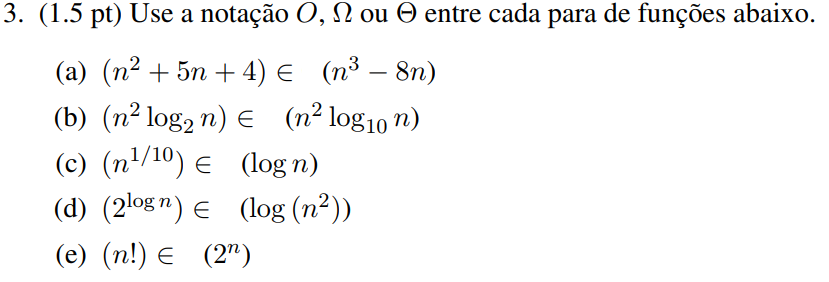 3. (1.5 pt) Use a notação O, Ω ou Θ entre cada para de funções abaixo.
(a) (n² + 5n + 4) ∈ (n³ − 8n)
(b) (n² log₂ n) ∈ (n² log₁₀ n)
(c) (n^{1/10}) ∈ (log n)
(d) (2^{log n}) ∈ (log (n²))
(e) (n!) ∈ (2ⁿ)